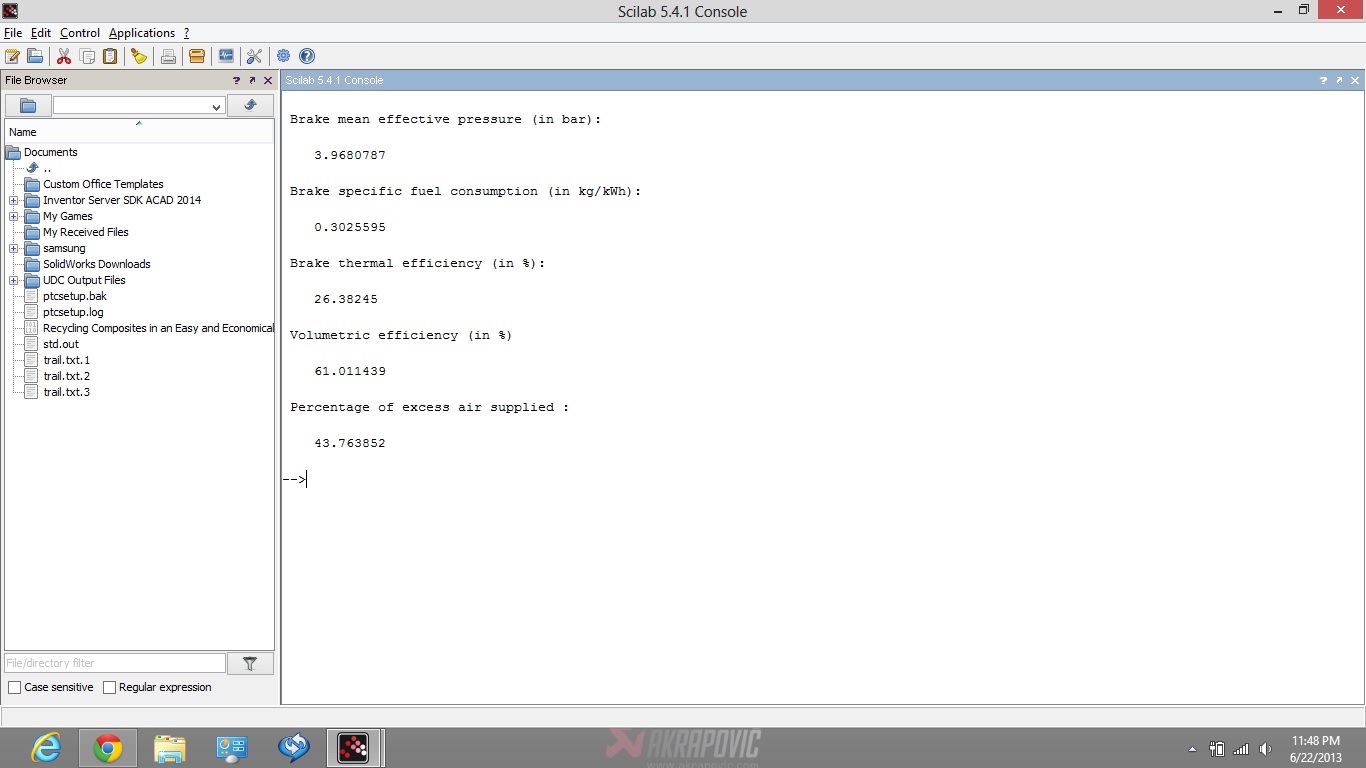 Scilab 5.4.1 Console
File Edit Control Applications ?
File Browser
? 
Scilab 5.4.1 Console
?
Name
Documents
..
Custom Office Templates
Inventor Server SDK ACAD 2014
My Games
My Received Files
samsung
SolidWorks Downloads
UDC Output Files
ptcsetup.bak
ptcsetup.log
Recycling Composites in an Easy and Economical
std.out
trail.txt.1
trail.txt.2
trail.txt.3
File/directory filter
Case sensitive Regular expression
Brake mean effective pressure (in bar):
3.9680787
Brake specific fuel consumption (in kg/kWh):
0.3025595
Brake thermal efficiency (in %):
26.38245
Volumetric efficiency (in %)
61.011439
Percentage of excess air supplied :
43.763852
-->
AKRAPOVIC
www.akrapovic.com
11:48 PM
6/22/2013